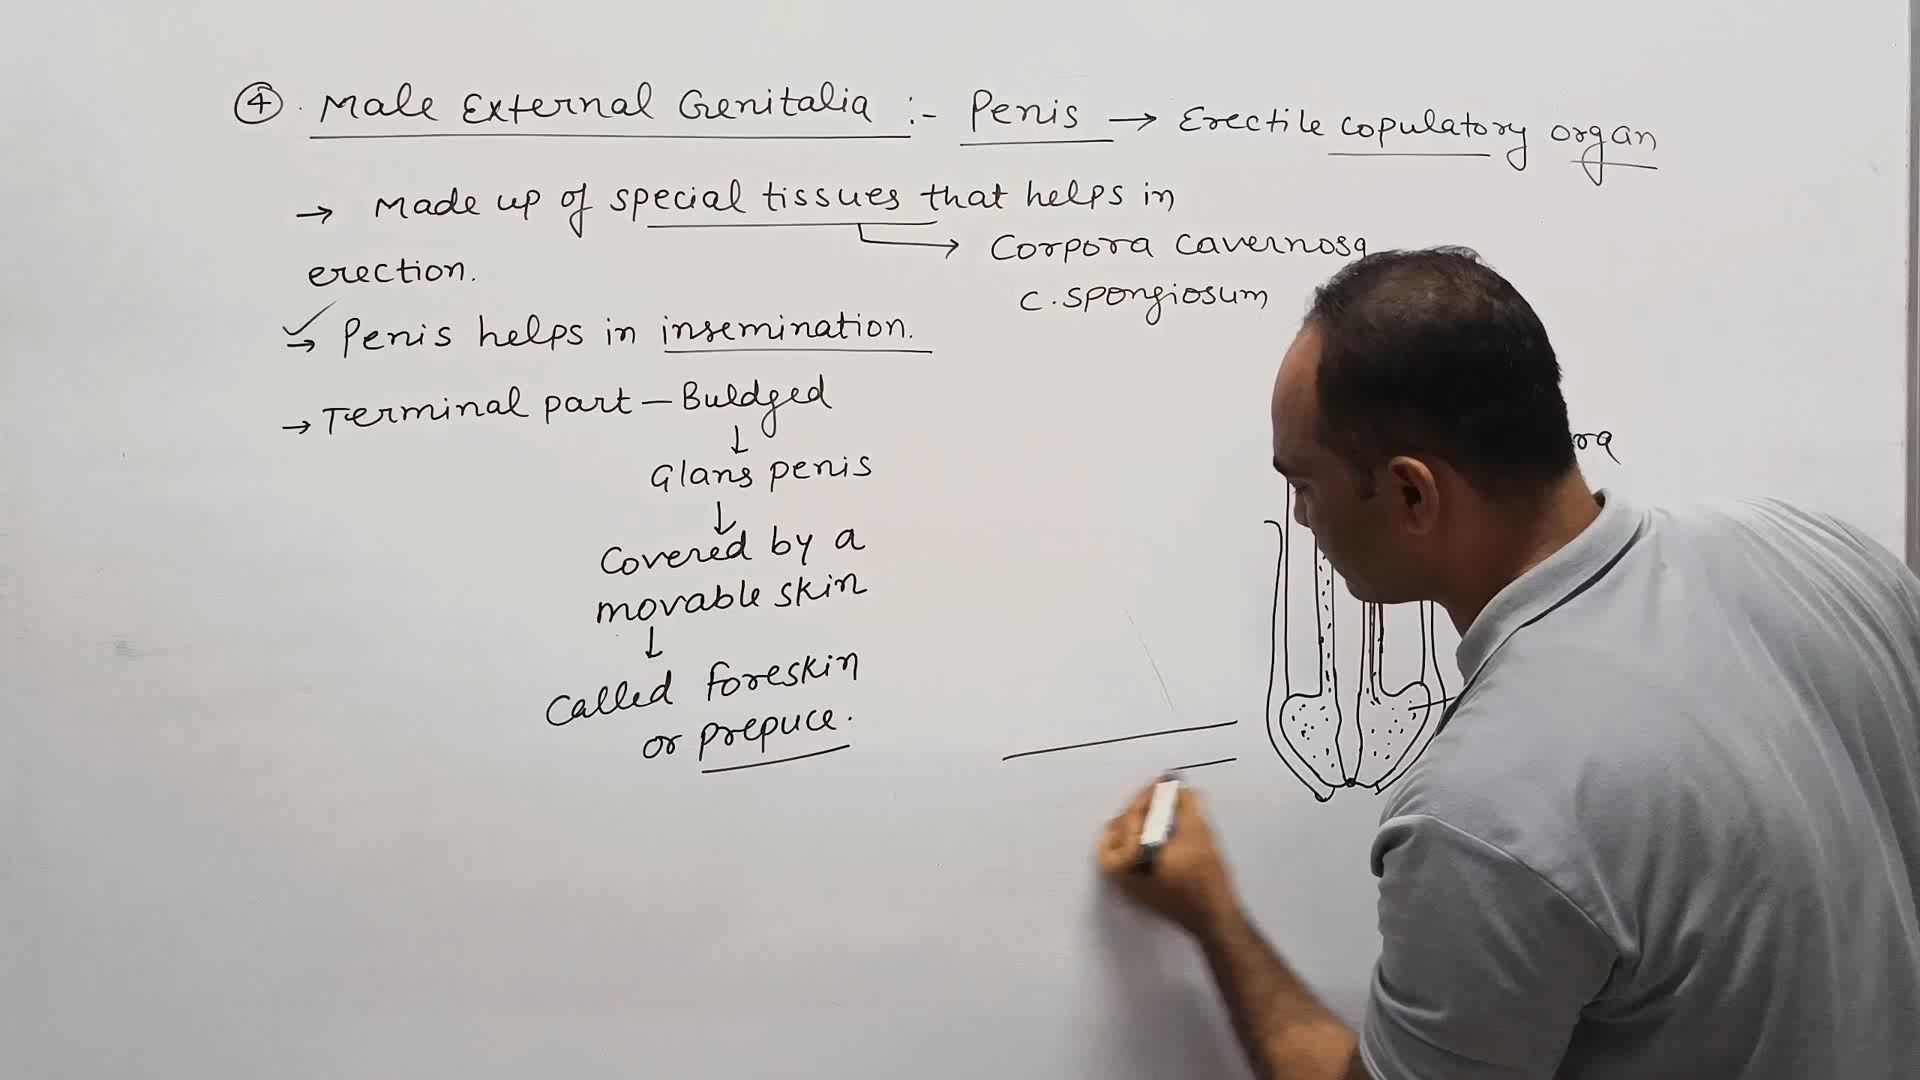 ④. Male External Genitalia :- Penis → Erectile copulatory organ
→ Made up of special tissues that helps in
erection.
→ Corpora cavernosa
C. spongiosum
→ Penis helps in insemination.
→ Terminal part - Buldged
↓
Glans penis
↓
Covered by a
movable skin
↓
Called foreskin
or prepuce.